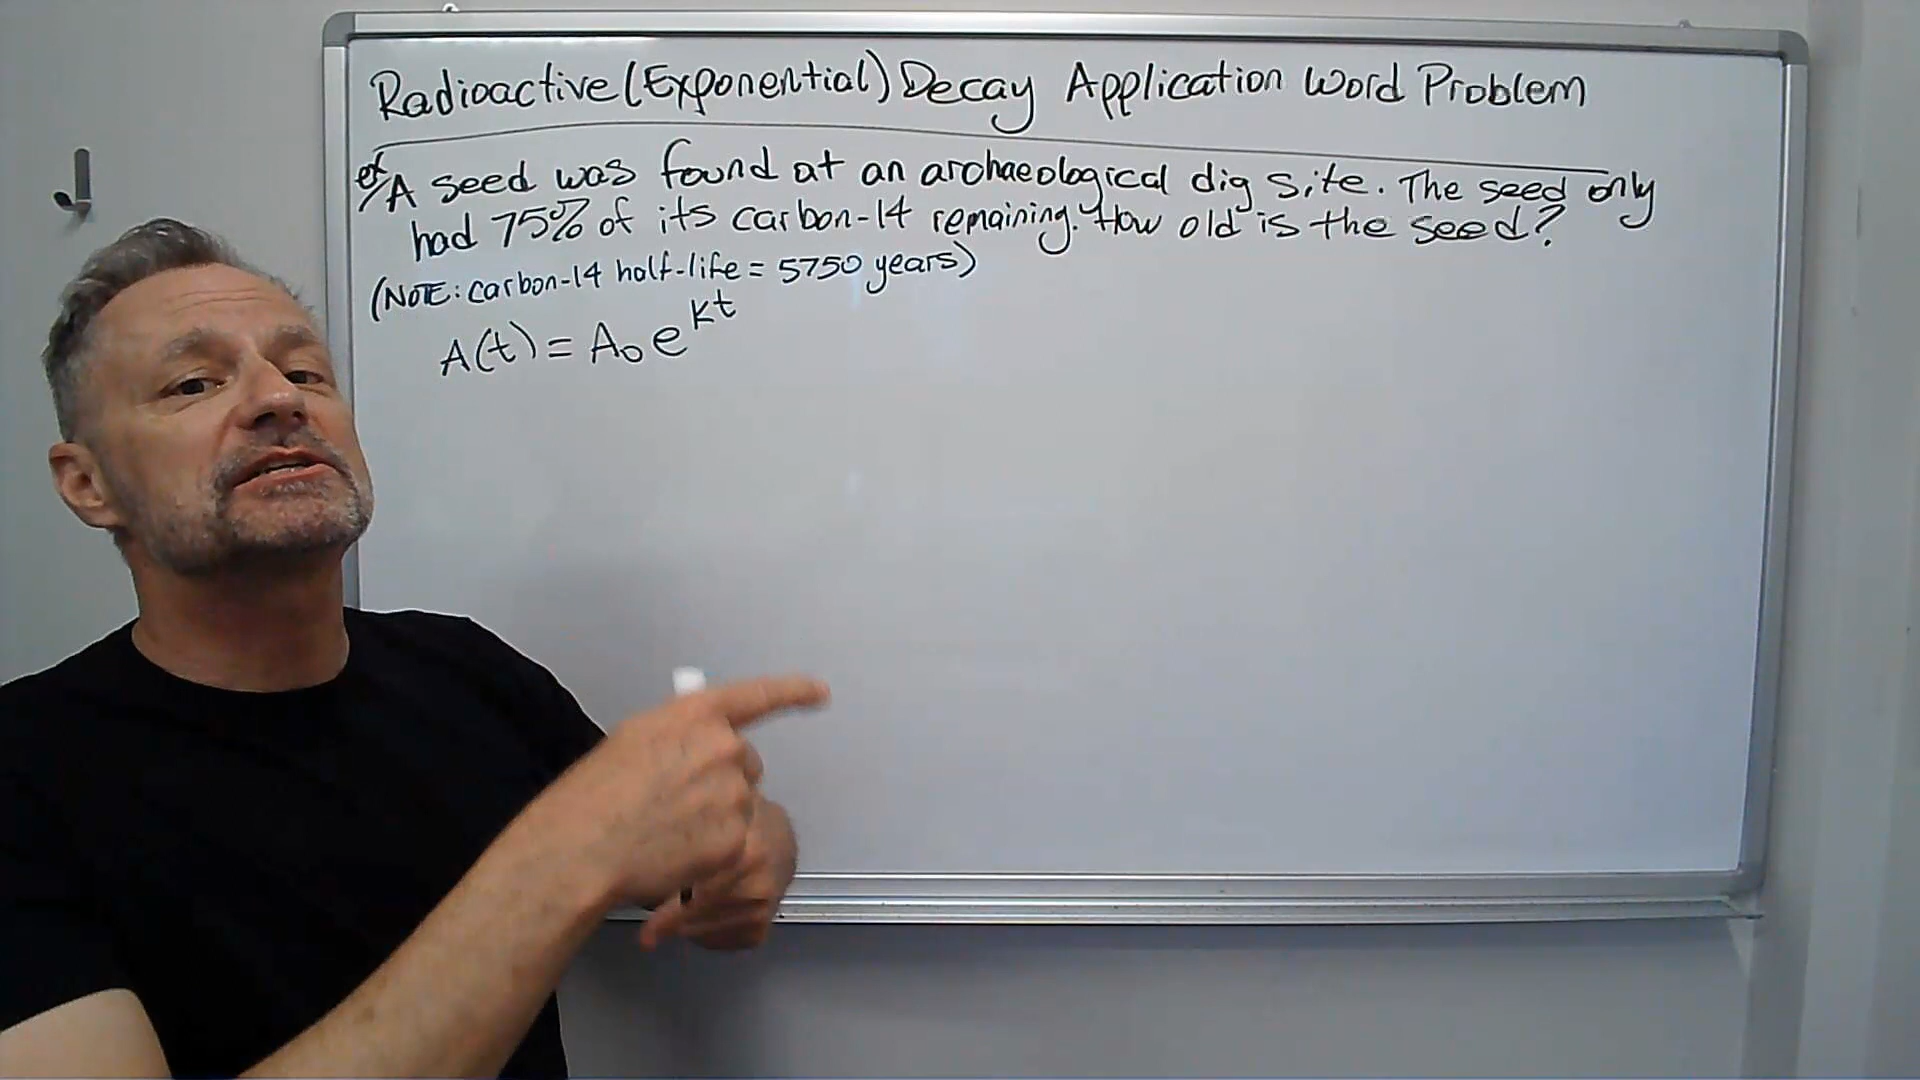 Radioactive (Exponential) Decay Application Word Problem
ex/ A seed was found at an archaeological dig site. The seed only
had 75% of its carbon-14 remaining. How old is the seed?
(NOTE: carbon-14 half-life = 5750 years)
A(t) = A₀e^kt